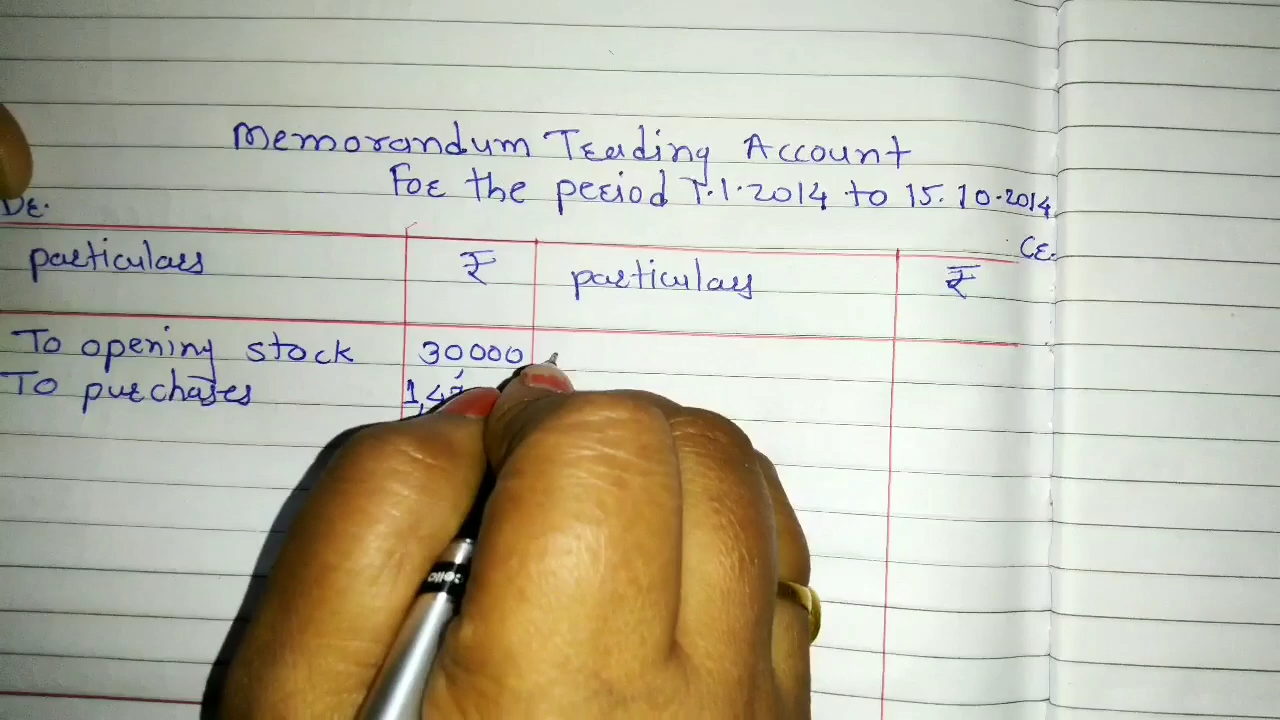 Memorandum Trading Account
For the period 1.1.2014 to 15.10.2014
Dr.
Cr.
particulars ₹ particulars ₹
To opening stock 30000
To purchases